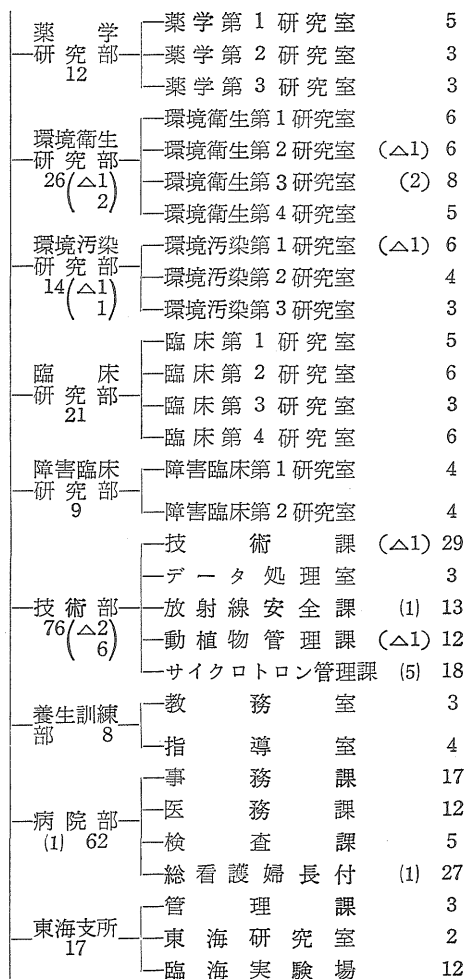 薬学研究部 12
薬学第1研究室 5
薬学第2研究室 3
薬学第3研究室 3
環境衛生研究部 26(△1 2)
環境衛生第1研究室 6
環境衛生第2研究室 (△1) 6
環境衛生第3研究室 (2) 8
環境衛生第4研究室 5
環境汚染研究部 14(△1 1)
環境汚染第1研究室 (△1) 6
環境汚染第2研究室 4
環境汚染第3研究室 3
臨床研究部 21
臨床第1研究室 5
臨床第2研究室 6
臨床第3研究室 3
臨床第4研究室 6
障害臨床研究部 9
障害臨床第1研究室 4
障害臨床第2研究室 4
技術部 76(△2 6)
技術課 (△1) 29
データ処理室 3
放射線安全課 (1) 13
動植物管理課 (△1) 12
サイクロトロン管理課 (5) 18
養生訓練部 8
教務室 3
指導室 4
病院部 (1) 62
事務課 17
医務課 12
検査課 5
総看護婦長付 (1) 27
東海支所 17
管理課 3
東海研究室 2
臨海実験場 12